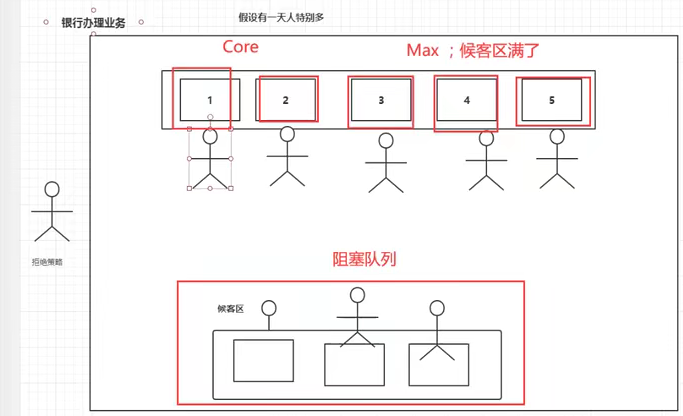 银行办理业务
假设有一天人特别多
Core
Max ；候客区满了
1
2
3
4
5
拒绝策略
阻塞队列
候客区